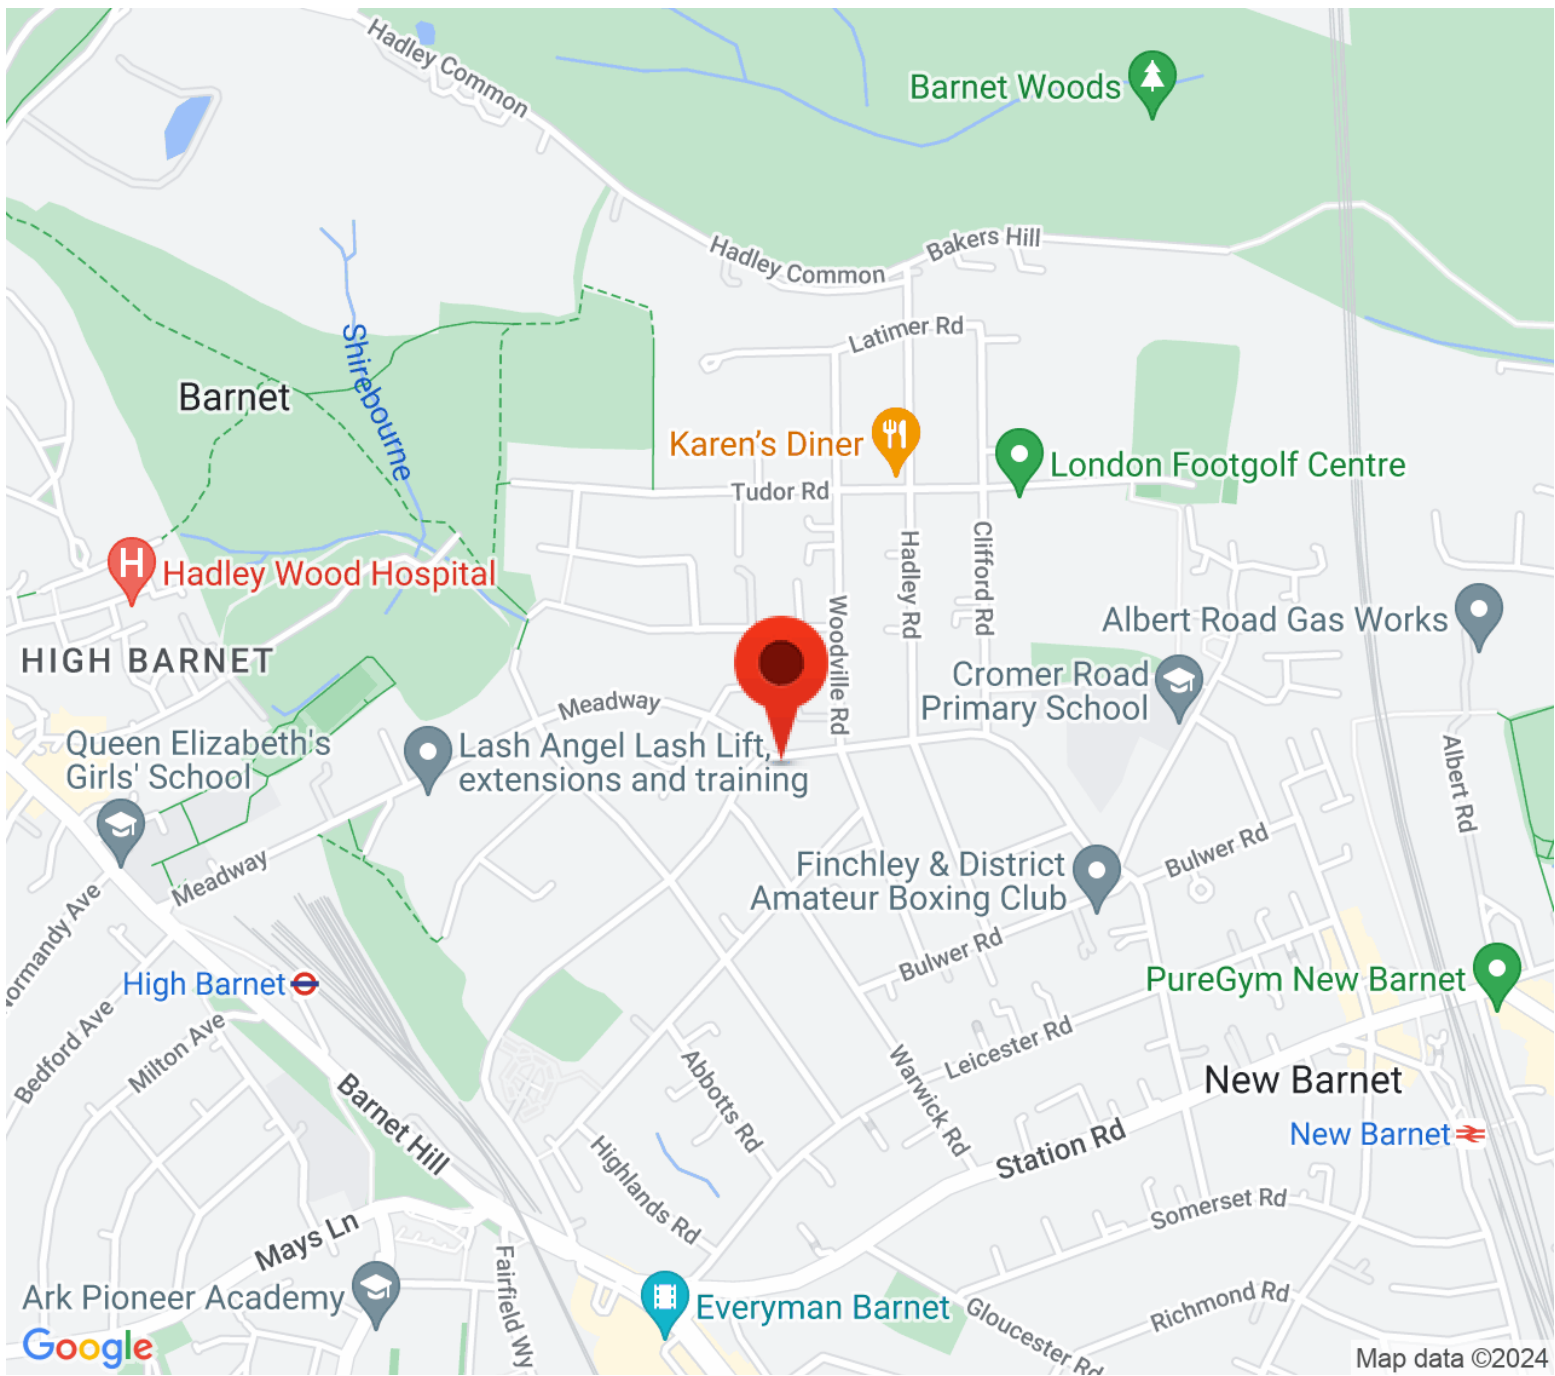 Hadley Common
Barnet Woods
Hadley Common
Bakers Hill
Latimer Rd
Shirebourne
Barnet
Karen's Diner
London Footgolf Centre
Tudor Rd
Hadley Rd
Clifford Rd
Hadley Wood Hospital
Woodville Rd
Albert Road Gas Works
HIGH BARNET
Cromer Road
Primary School
Meadway
Queen Elizabeth's
Girls' School
Lash Angel Lash Lift,
extensions and training
Albert Rd
Meadway
Finchley & District
Amateur Boxing Club
Bulwer Rd
Normandy Ave
Bulwer Rd
High Barnet
PureGym New Barnet
Bedford Ave
Milton Ave
Leicester Rd
Abbotts Rd
Warwick Rd
New Barnet
Barnet Hill
New Barnet
Station Rd
Highlands Rd
Somerset Rd
Mays Ln
Fairfield Wy
Ark Pioneer Academy
Everyman Barnet
Gloucester Rd
Richmond Rd
Google
Map data ©2024